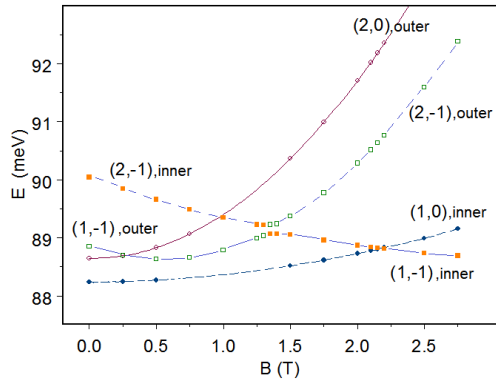 (2,0),outer
92
(2,-1),outer
91
E (meV)
90
(2,-1),inner
(1,-1),outer
(1,0),inner
89
(1,-1),inner
88
0.0 0.5 1.0 1.5 2.0 2.5
B (T)